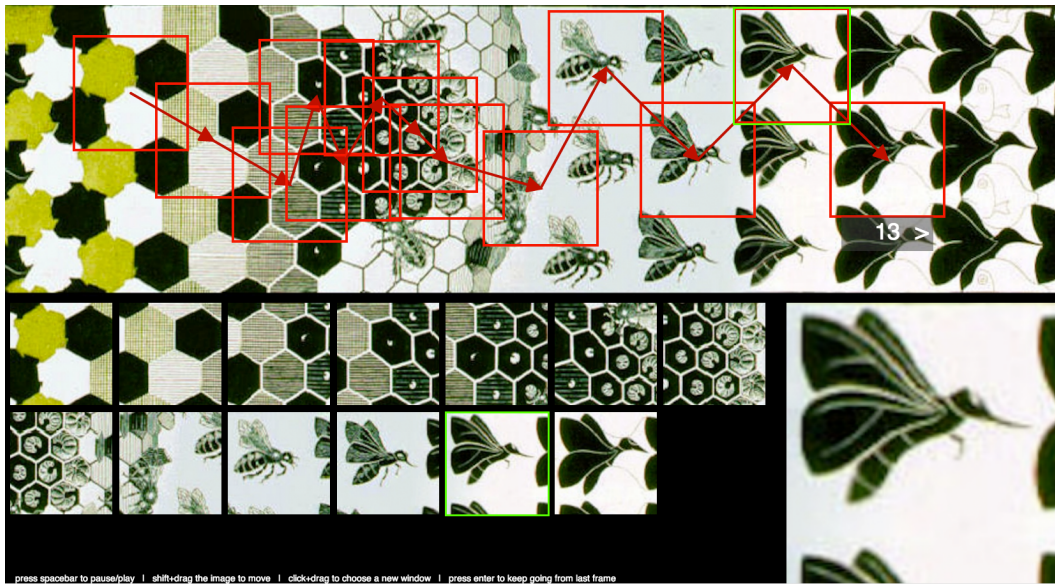 13 >
press spacebar to pause/play | shift+drag the image to move | click+drag to choose a new window | press enter to keep going from last frame